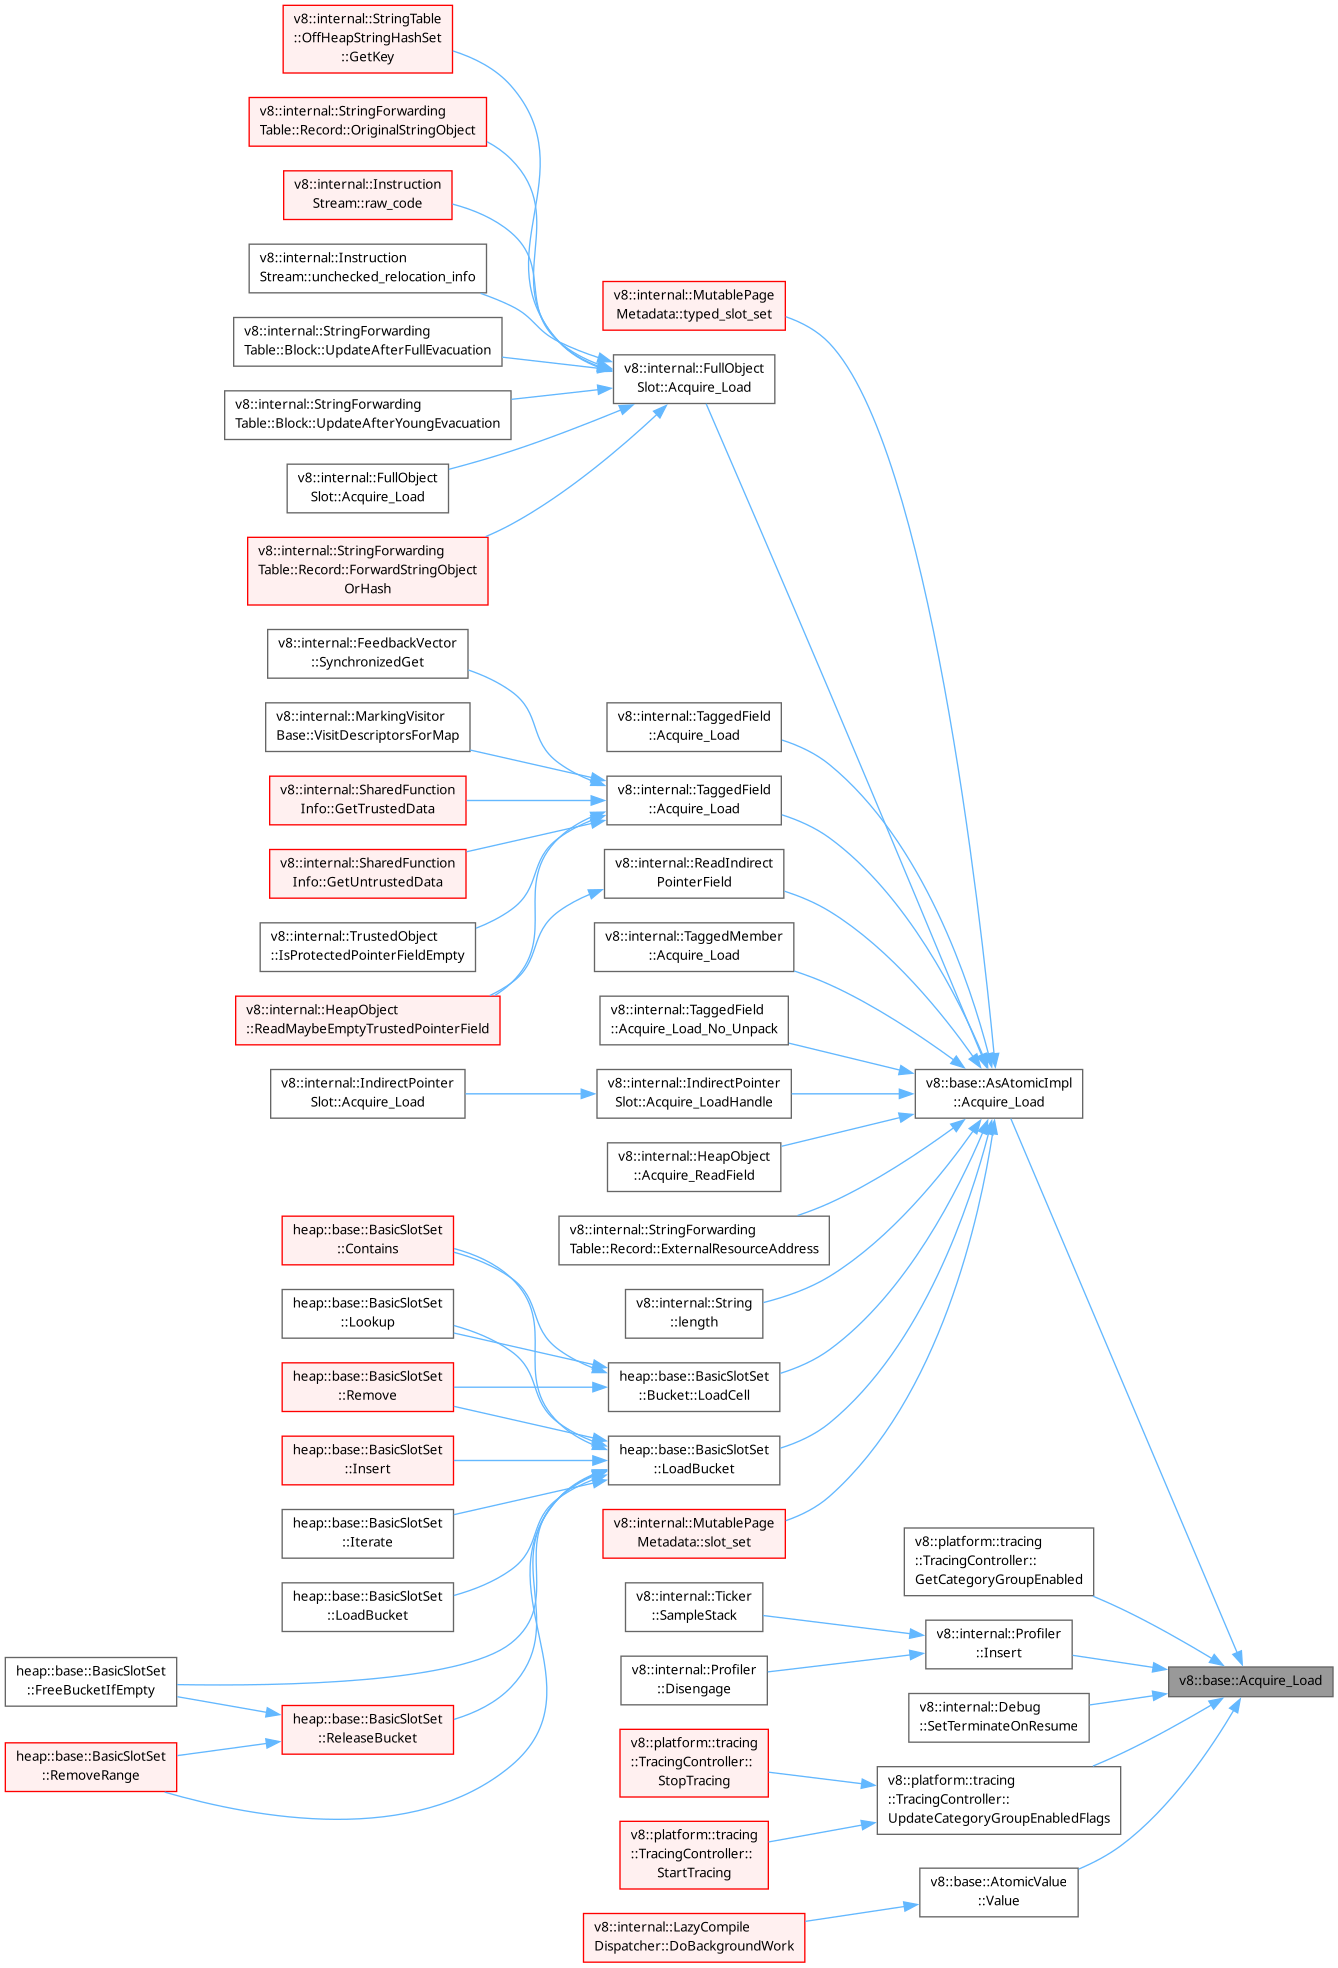 v8::internal::StringTable
::OffHeapStringHashSet
::GetKey
v8::internal::StringForwarding
Table::Record::OriginalStringObject
v8::internal::Instruction
Stream::raw_code
v8::internal::Instruction
Stream::unchecked_relocation_info
v8::internal::StringForwarding
Table::Block::UpdateAfterFullEvacuation
v8::internal::StringForwarding
Table::Block::UpdateAfterYoungEvacuation
v8::internal::FullObject
Slot::Acquire_Load
v8::internal::StringForwarding
Table::Record::ForwardStringObject
OrHash
v8::internal::FeedbackVector
::SynchronizedGet
v8::internal::MarkingVisitor
Base::VisitDescriptorsForMap
v8::internal::SharedFunction
Info::GetTrustedData
v8::internal::SharedFunction
Info::GetUntrustedData
v8::internal::TrustedObject
::IsProtectedPointerFieldEmpty
v8::internal::HeapObject
::ReadMaybeEmptyTrustedPointerField
v8::internal::IndirectPointer
Slot::Acquire_Load
heap::base::BasicSlotSet
::Contains
heap::base::BasicSlotSet
::Lookup
heap::base::BasicSlotSet
::Remove
heap::base::BasicSlotSet
::Insert
heap::base::BasicSlotSet
::Iterate
heap::base::BasicSlotSet
::LoadBucket
heap::base::BasicSlotSet
::FreeBucketIfEmpty
heap::base::BasicSlotSet
::ReleaseBucket
heap::base::BasicSlotSet
::RemoveRange
v8::internal::MutablePage
Metadata::typed_slot_set
v8::internal::FullObject
Slot::Acquire_Load
v8::internal::TaggedField
::Acquire_Load
v8::internal::TaggedField
::Acquire_Load
v8::internal::ReadIndirect
PointerField
v8::internal::TaggedMember
::Acquire_Load
v8::internal::TaggedField
::Acquire_Load_No_Unpack
v8::internal::IndirectPointer
Slot::Acquire_LoadHandle
v8::internal::HeapObject
::Acquire_ReadField
v8::internal::StringForwarding
Table::Record::ExternalResourceAddress
v8::internal::String
::length
heap::base::BasicSlotSet
::Bucket::LoadCell
heap::base::BasicSlotSet
::LoadBucket
v8::internal::MutablePage
Metadata::slot_set
v8::internal::Ticker
::SampleStack
v8::internal::Profiler
::Disengage
v8::platform::tracing
::TracingController::
StopTracing
v8::platform::tracing
::TracingController::
StartTracing
v8::internal::LazyCompile
Dispatcher::DoBackgroundWork
v8::base::AsAtomicImpl
::Acquire_Load
v8::platform::tracing
::TracingController::
GetCategoryGroupEnabled
v8::internal::Profiler
::Insert
v8::internal::Debug
::SetTerminateOnResume
v8::platform::tracing
::TracingController::
UpdateCategoryGroupEnabledFlags
v8::base::AtomicValue
::Value
v8::base::Acquire_Load